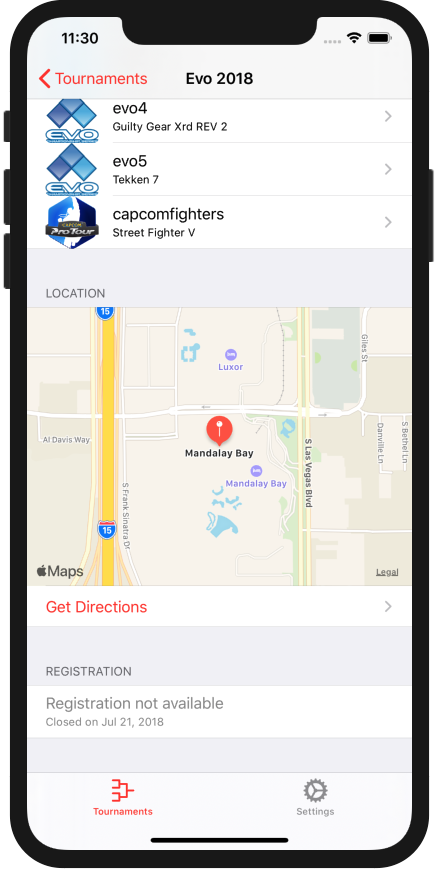 11:30
Tournaments
Evo 2018
evo4
Guilty Gear Xrd REV 2
EVO
evo5
Tekken 7
EVO
capcomfighters
Street Fighter V
CAPCOM
Pro Tour
LOCATION
15
Luxor
Giles St
Al Davis Way
Mandalay Bay
Mandalay Bay
S Las Vegas Blvd
Danville Ln
S Bethel Ln
S Frank Sinatra Dr
15
Maps
Legal
Get Directions
REGISTRATION
Registration not available
Closed on Jul 21, 2018
Tournaments
Settings